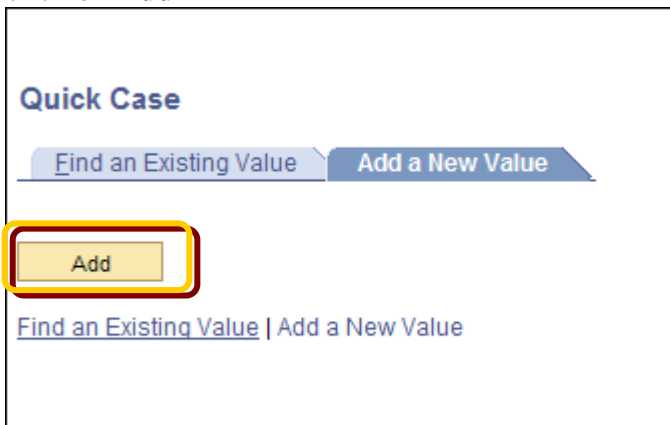 Quick Case
Find an Existing Value Add a New Value
Add
Find an Existing Value | Add a New Value